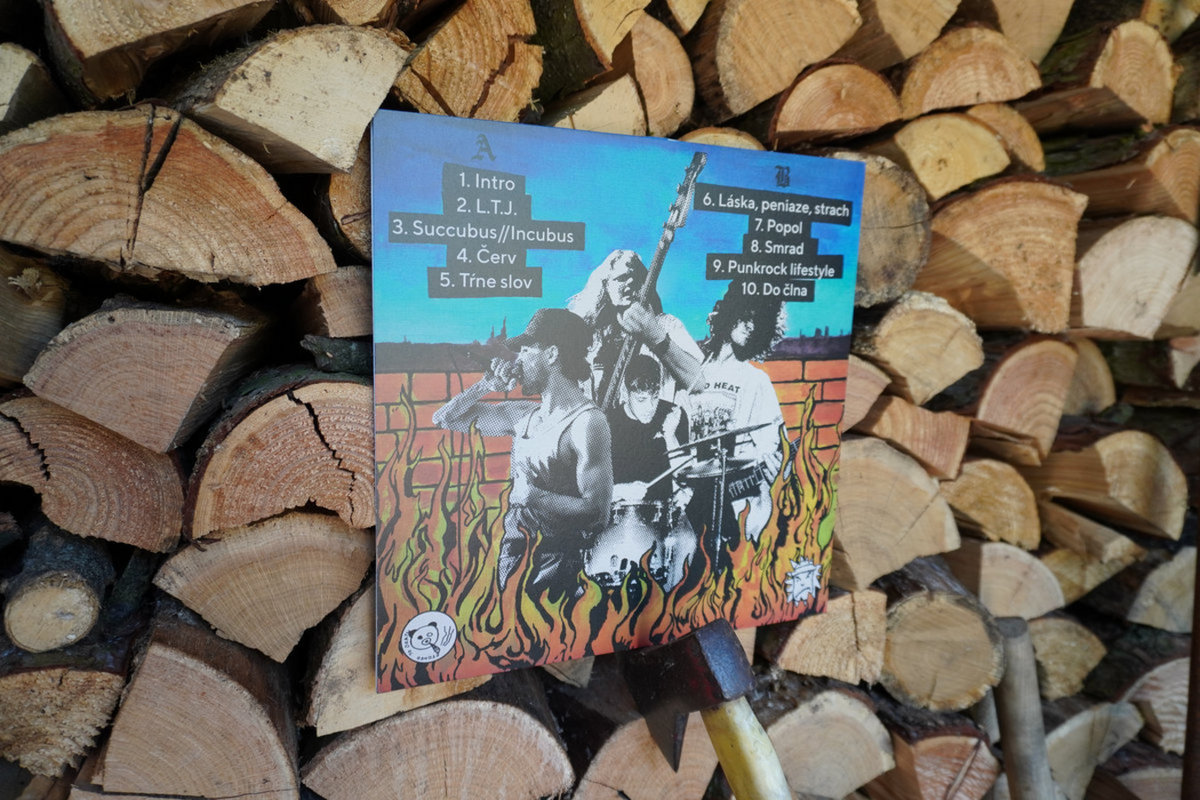 A
1. Intro
2. L.T.J.
3. Succubus//Incubus
4. Červ
5. Tŕne slov
B
6. Láska, peniaze, strach
7. Popol
8. Smrad
9. Punkrock lifestyle
10. Do člna
D HEAT